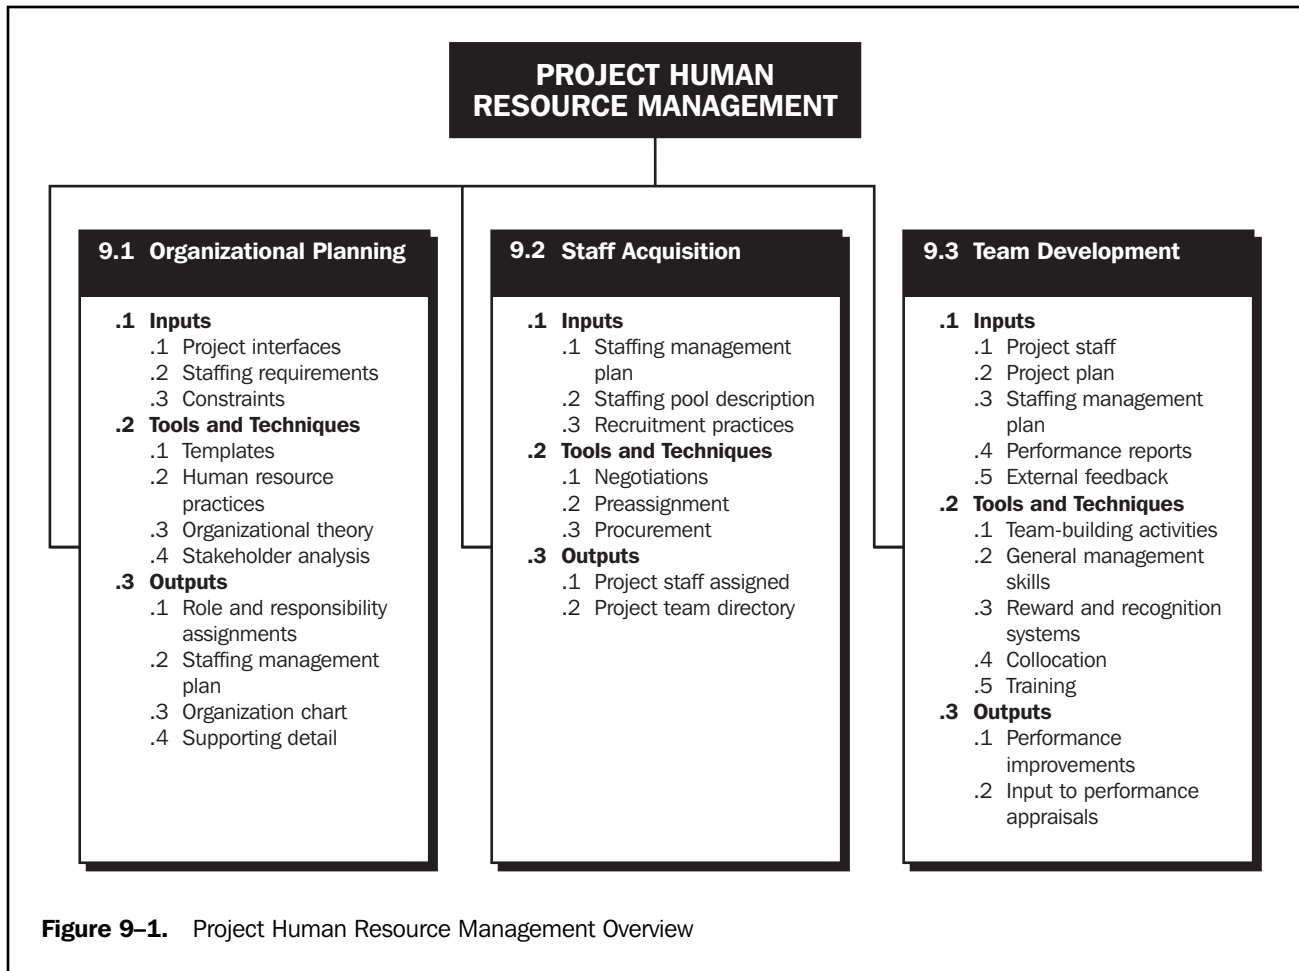 PROJECT HUMAN
RESOURCE MANAGEMENT
9.1 Organizational Planning
.1 Inputs
.1 Project interfaces
.2 Staffing requirements
.3 Constraints
.2 Tools and Techniques
.1 Templates
.2 Human resource
practices
.3 Organizational theory
.4 Stakeholder analysis
.3 Outputs
.1 Role and responsibility
assignments
.2 Staffing management
plan
.3 Organization chart
.4 Supporting detail
9.2 Staff Acquisition
.1 Inputs
.1 Staffing management
plan
.2 Staffing pool description
.3 Recruitment practices
.2 Tools and Techniques
.1 Negotiations
.2 Preassignment
.3 Procurement
.3 Outputs
.1 Project staff assigned
.2 Project team directory
9.3 Team Development
.1 Inputs
.1 Project staff
.2 Project plan
.3 Staffing management
plan
.4 Performance reports
.5 External feedback
.2 Tools and Techniques
.1 Team-building activities
.2 General management
skills
.3 Reward and recognition
systems
.4 Collocation
.5 Training
.3 Outputs
.1 Performance
improvements
.2 Input to performance
appraisals
Figure 9–1. Project Human Resource Management Overview